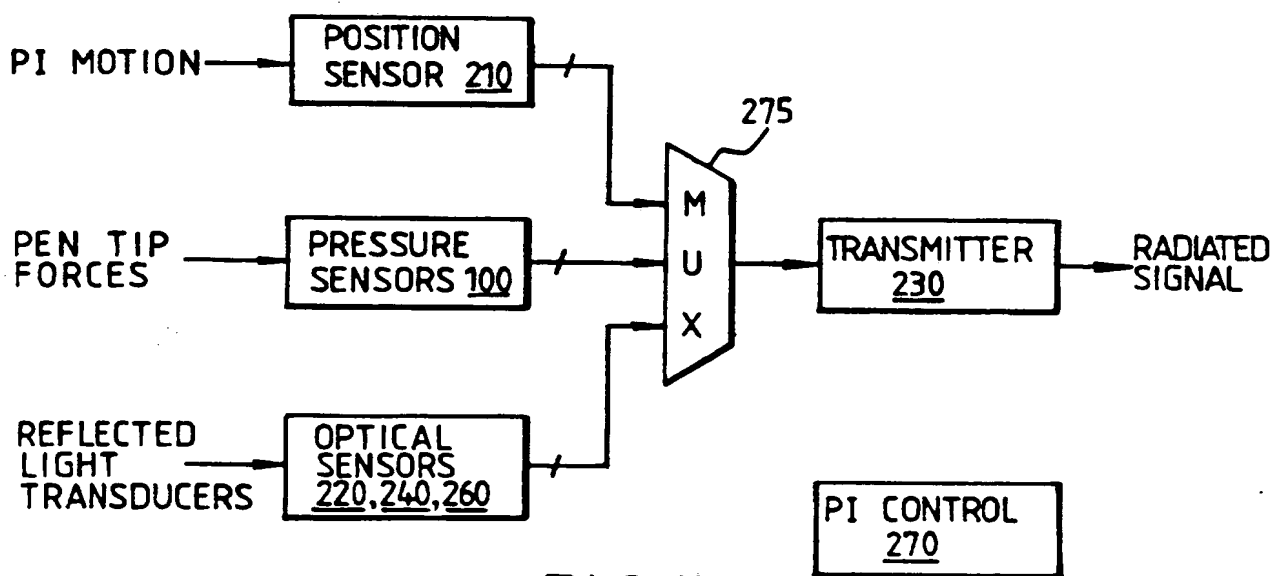 PI MOTION
POSITION
SENSOR 210
275
PEN TIP
FORCES
PRESSURE
SENSORS 100
M
U
X
TRANSMITTER
230
RADIATED
SIGNAL
REFLECTED
LIGHT
TRANSDUCERS
OPTICAL
SENSORS
220, 240, 260
PI CONTROL
270